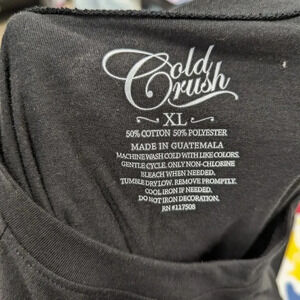 Cold
Crush
XL
50% COTTON 50% POLYESTER
MADE IN GUATEMALA
MACHINE WASH COLD WITH LIKE COLORS.
GENTLE CYCLE. ONLY NON-CHLORINE
BLEACH WHEN NEEDED.
TUMBLE DRY LOW. REMOVE PROMPTLY.
COOL IRON IF NEEDED.
DO NOT IRON DECORATION.
RN #117508